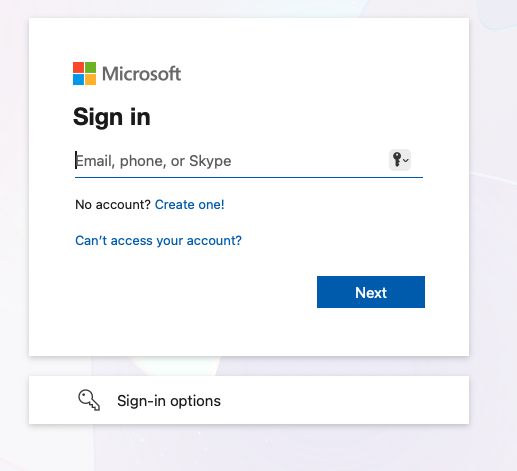 Microsoft
Sign in
Email, phone, or Skype
No account? Create one!
Can’t access your account?
Next
Sign-in options